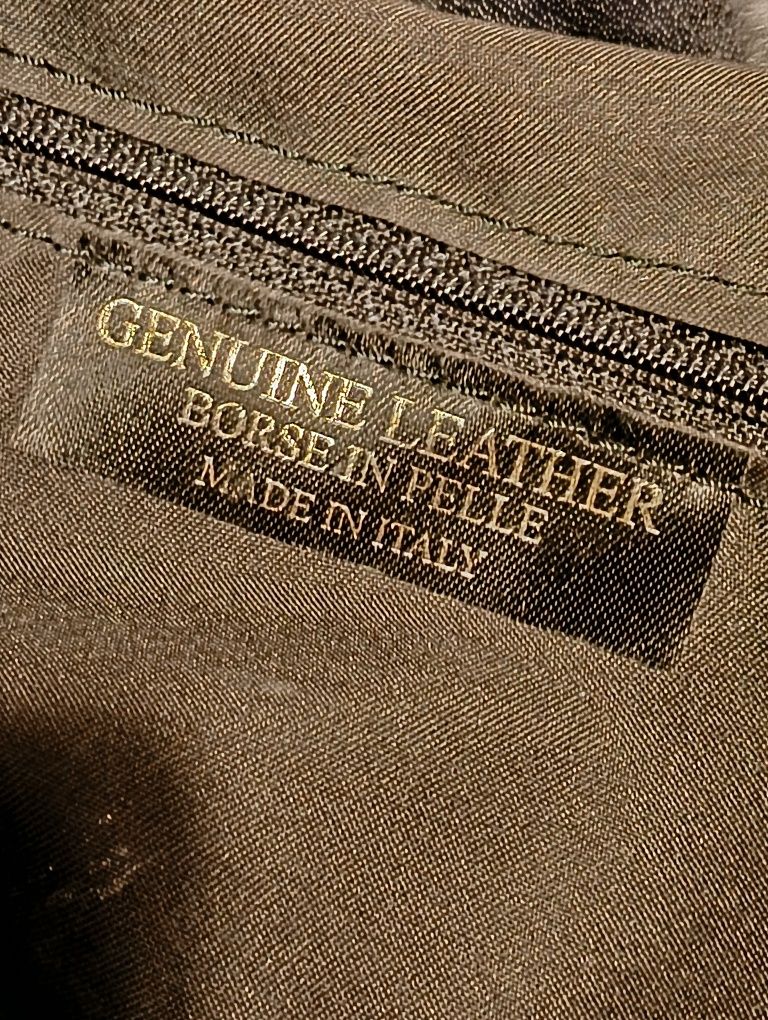 GENUINE LEATHER
BORSE IN PELLE
MADE IN ITALY